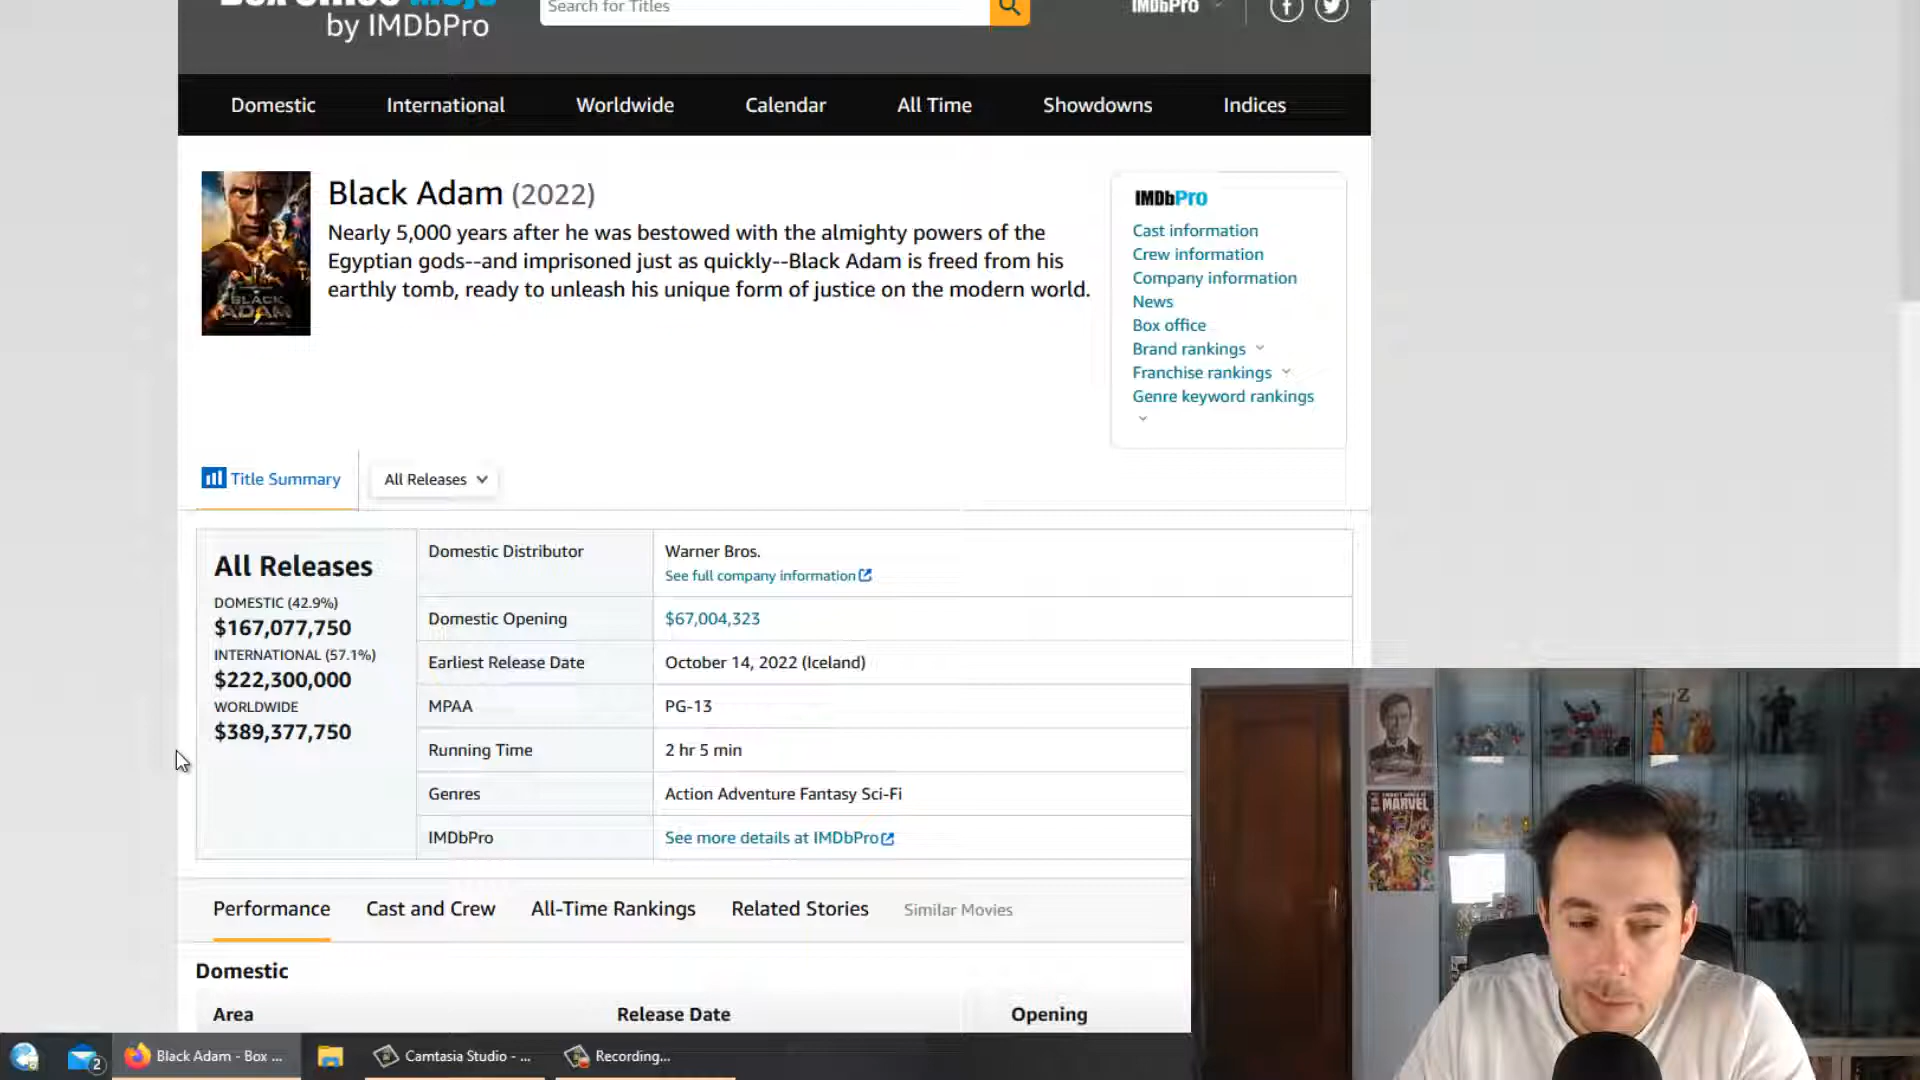 Box Office Mojo
by IMDbPro
Search for Titles
IMDbPro
Domestic
International
Worldwide
Calendar
All Time
Showdowns
Indices
BLACK
ADAM
Black Adam (2022)
Nearly 5,000 years after he was bestowed with the almighty powers of the
Egyptian gods--and imprisoned just as quickly--Black Adam is freed from his
earthly tomb, ready to unleash his unique form of justice on the modern world.
IMDbPro
Cast information
Crew information
Company information
News
Box office
Brand rankings
Franchise rankings
Genre keyword rankings
Title Summary
All Releases
All Releases
DOMESTIC (42.9%)
$167,077,750
INTERNATIONAL (57.1%)
$222,300,000
WORLDWIDE
$389,377,750
Domestic Distributor
Warner Bros.
See full company information
Domestic Opening
$67,004,323
Earliest Release Date
October 14, 2022 (Iceland)
MPAA
PG-13
Running Time
2 hr 5 min
Genres
Action Adventure Fantasy Sci-Fi
IMDbPro
See more details at IMDbPro
Performance
Cast and Crew
All-Time Rankings
Related Stories
Similar Movies
Domestic
Area
Release Date
Opening
MARVEL
Z
2
Black Adam - Box ...
Camtasia Studio - ...
Recording...